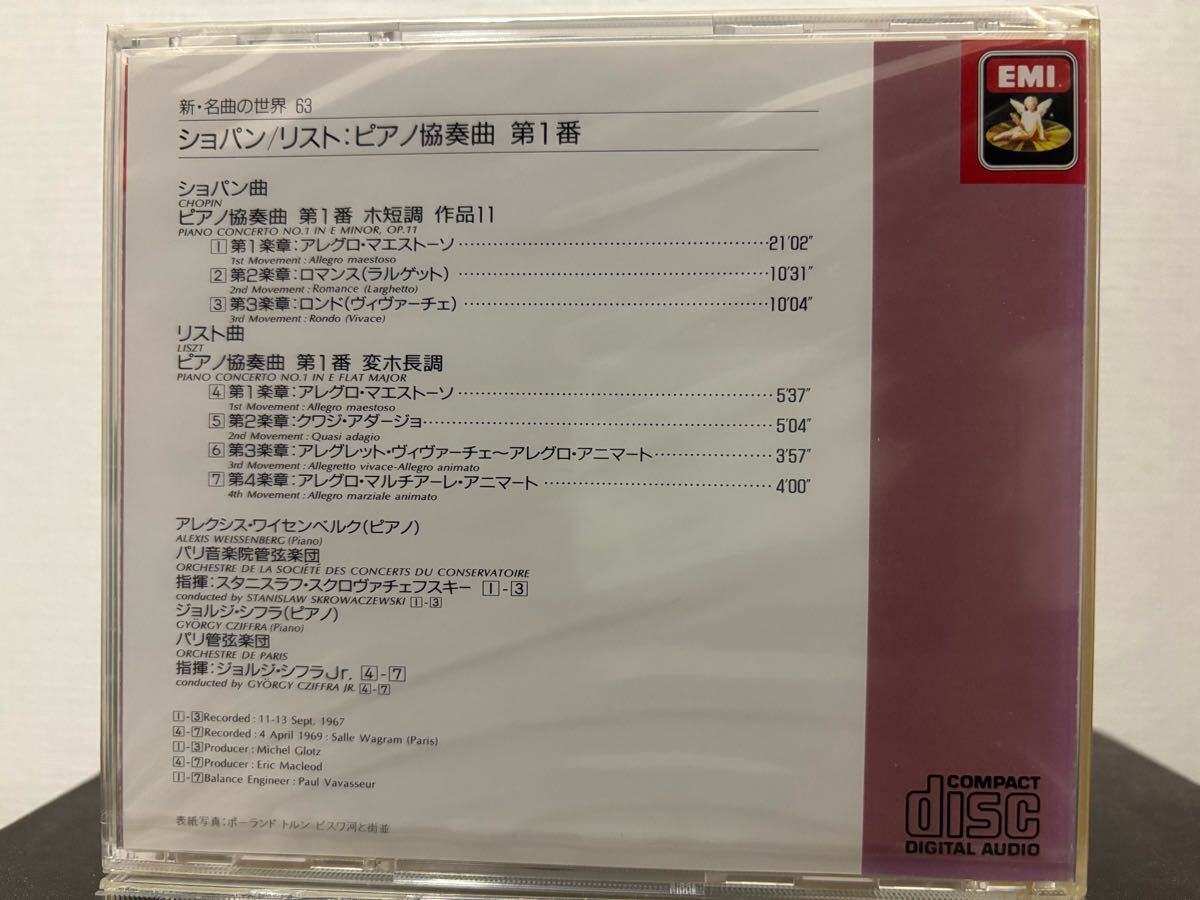 新・名曲の世界 63
ショパン/リスト:ピアノ協奏曲 第1番
EMI
ショパン曲
CHOPIN
ピアノ協奏曲 第1番 ホ短調 作品11
PIANO CONCERTO NO.1 IN E MINOR, OP.11
1 第1楽章:アレグロ・マエストーソ 21'02"
1st Movement : Allegro maestoso
2 第2楽章:ロマンス(ラルゲット) 10'31"
2nd Movement : Romance (Larghetto)
3 第3楽章:ロンド(ヴィヴァーチェ) 10'04"
3rd Movement : Rondo (Vivace)
リスト曲
LISZT
ピアノ協奏曲 第1番 変ホ長調
PIANO CONCERTO NO.1 IN E FLAT MAJOR
4 第1楽章:アレグロ・マエストーソ 5'37"
1st Movement : Allegro maestoso
5 第2楽章:クワジ・アダージョ 5'04"
2nd Movement : Quasi adagio
6 第3楽章:アレグレット・ヴィヴァーチェ〜アレグロ・アニマート 3'57"
3rd Movement : Allegretto vivace-Allegro animato
7 第4楽章:アレグロ・マルチアーレ・アニマート 4'00"
4th Movement : Allegro marziale animato
アレクシス・ワイセンベルク(ピアノ)
ALEXIS WEISSENBERG (Piano)
パリ音楽院管弦楽団
ORCHESTRE DE LA SOCIÉTÉ DES CONCERTS DU CONSERVATOIRE
指揮:スタニスラフ・スクロヴァチェフスキー 1-3
conducted by STANISLAW SKROWACZEWSKI 1-3
ジョルジ・シフラ(ピアノ)
GYÖRGY CZIFFRA (Piano)
パリ管弦楽団
ORCHESTRE DE PARIS
指揮:ジョルジ・シフラJr. 4-7
conducted by GYÖRGY CZIFFRA JR. 4-7
1-3 Recorded : 11-13 Sept. 1967
4-7 Recorded : 4 April 1969 : Salle Wagram (Paris)
1-3 Producer : Michel Glotz
4-7 Producer : Eric Macleod
1-7 Balance Engineer : Paul Vavasseur
表紙写真:ポーランド トルン ビスワ河と街並
COMPACT
disc
DIGITAL AUDIO